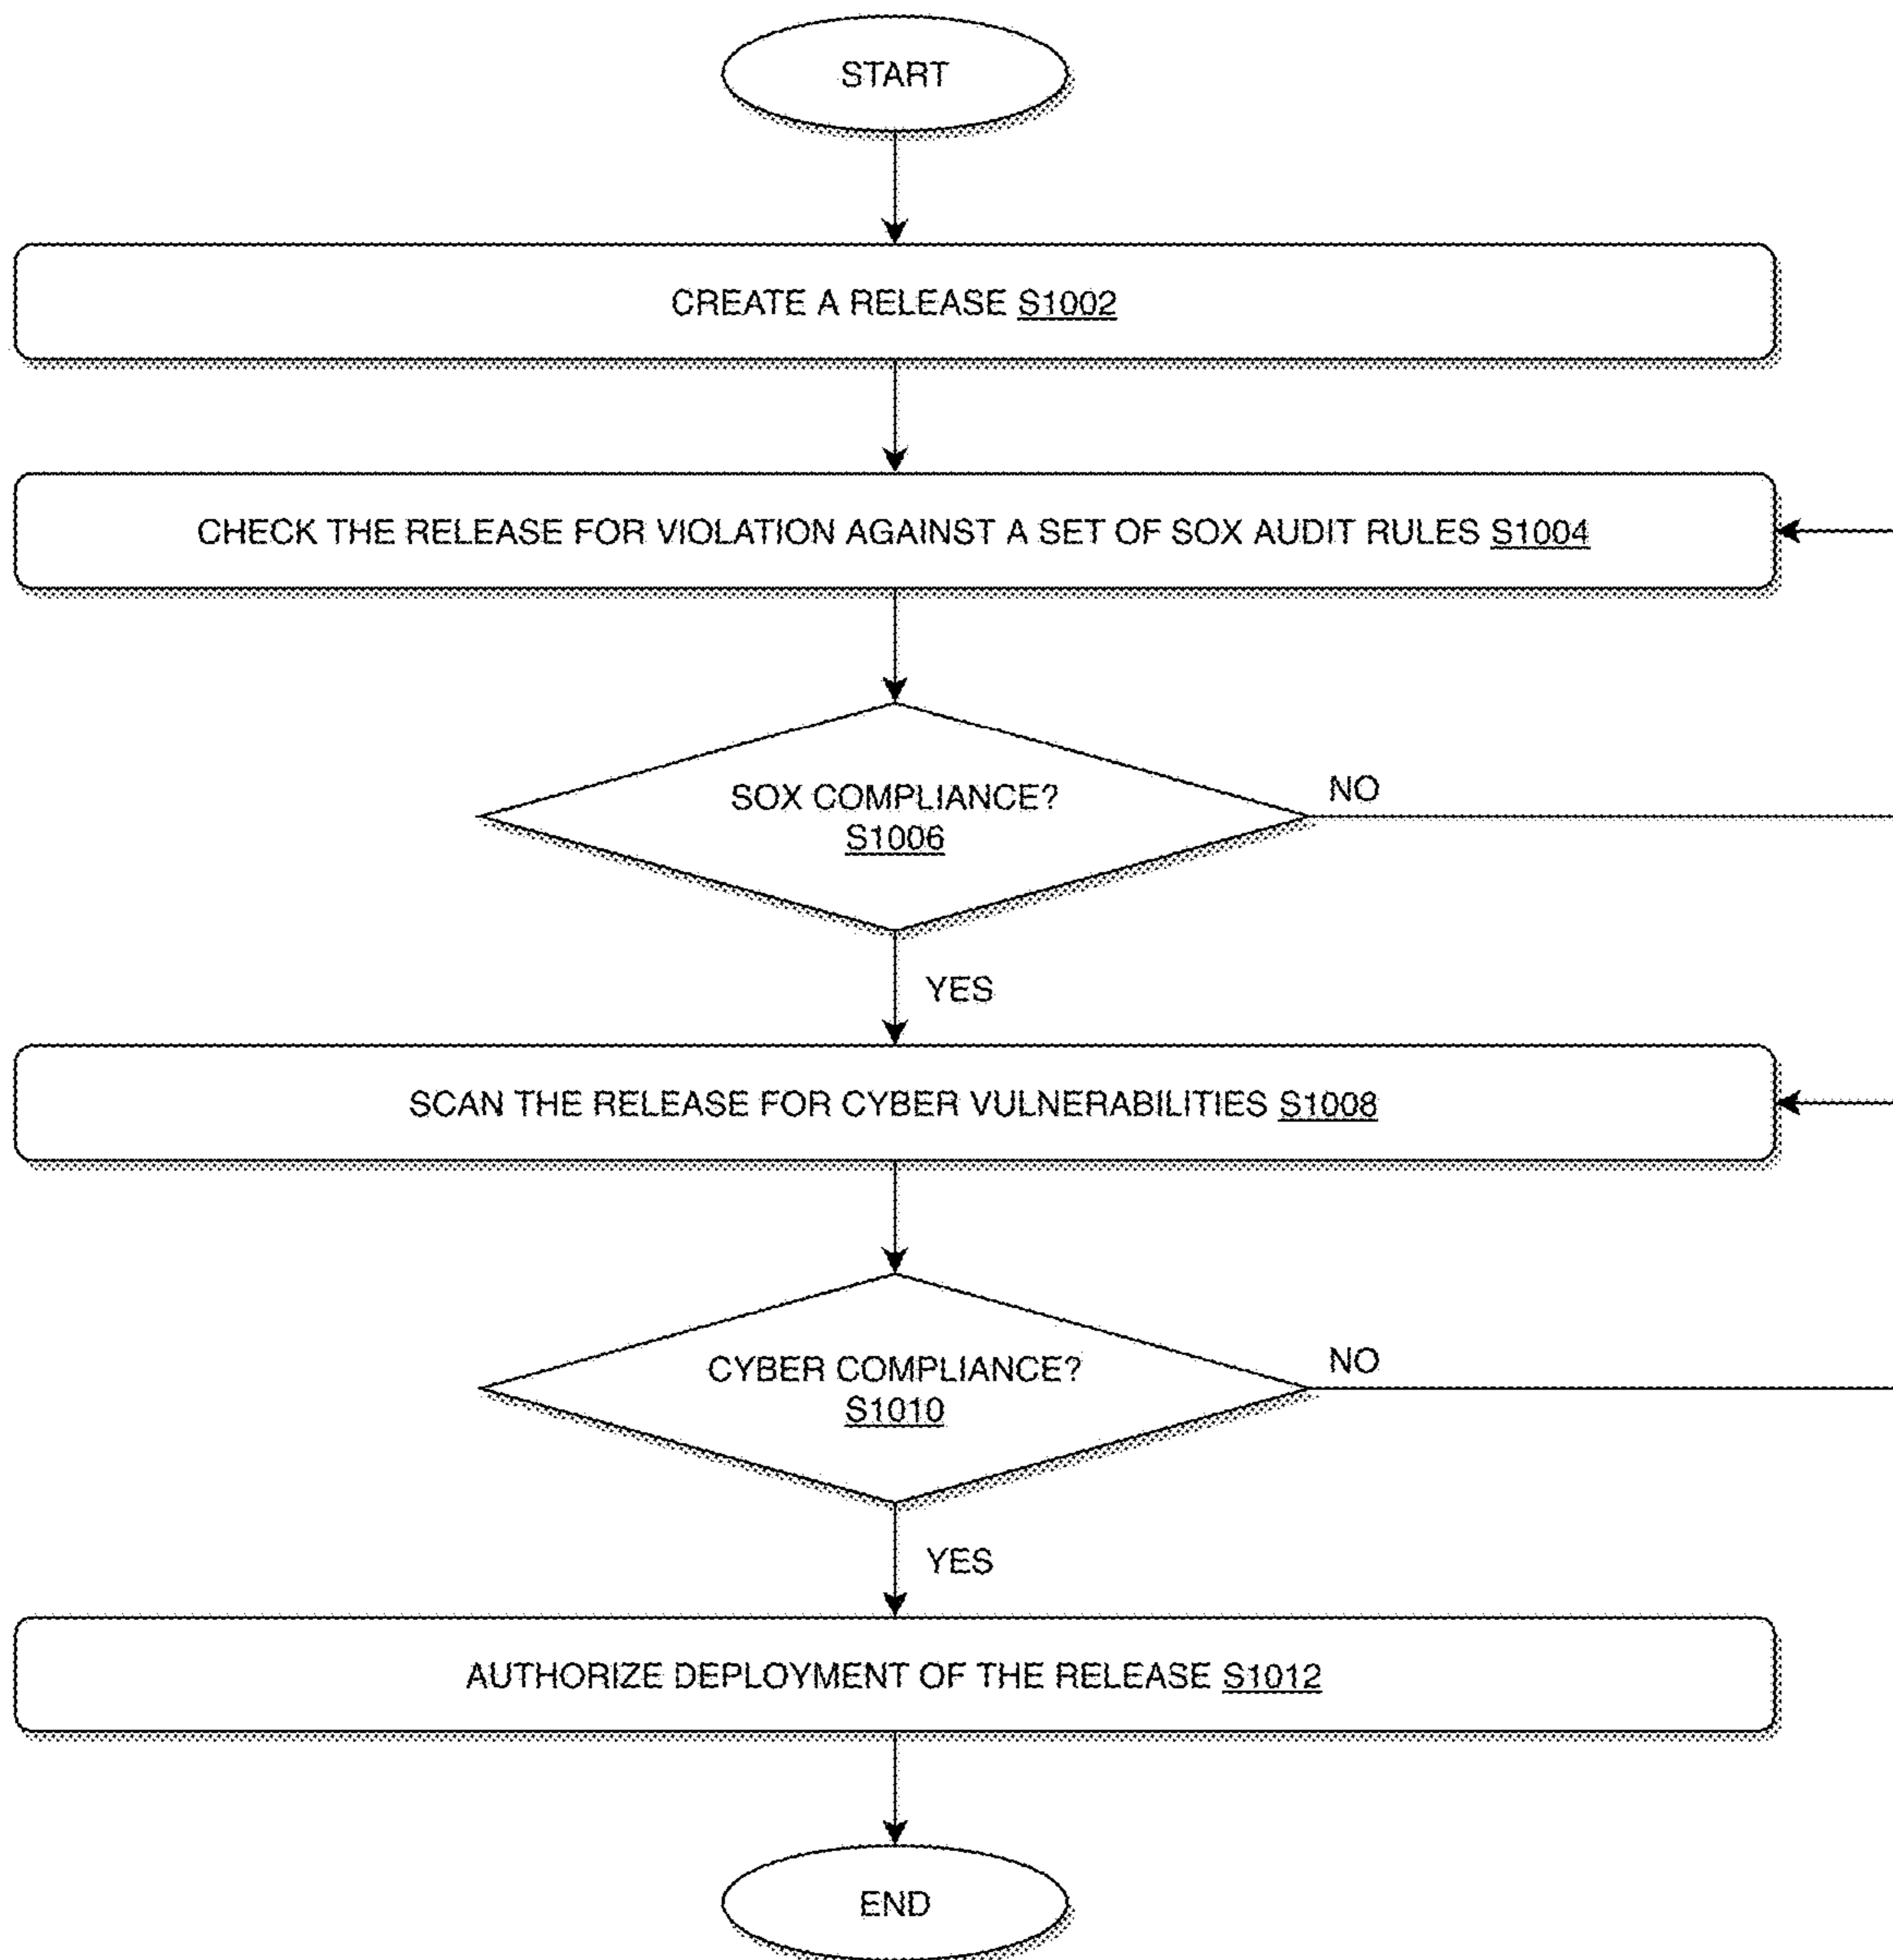 START
CREATE A RELEASE S1002
CHECK THE RELEASE FOR VIOLATION AGAINST A SET OF SOX AUDIT RULES S1004
SOX COMPLIANCE?
S1006
NO
YES
SCAN THE RELEASE FOR CYBER VULNERABILITIES S1008
CYBER COMPLIANCE?
S1010
NO
YES
AUTHORIZE DEPLOYMENT OF THE RELEASE S1012
END